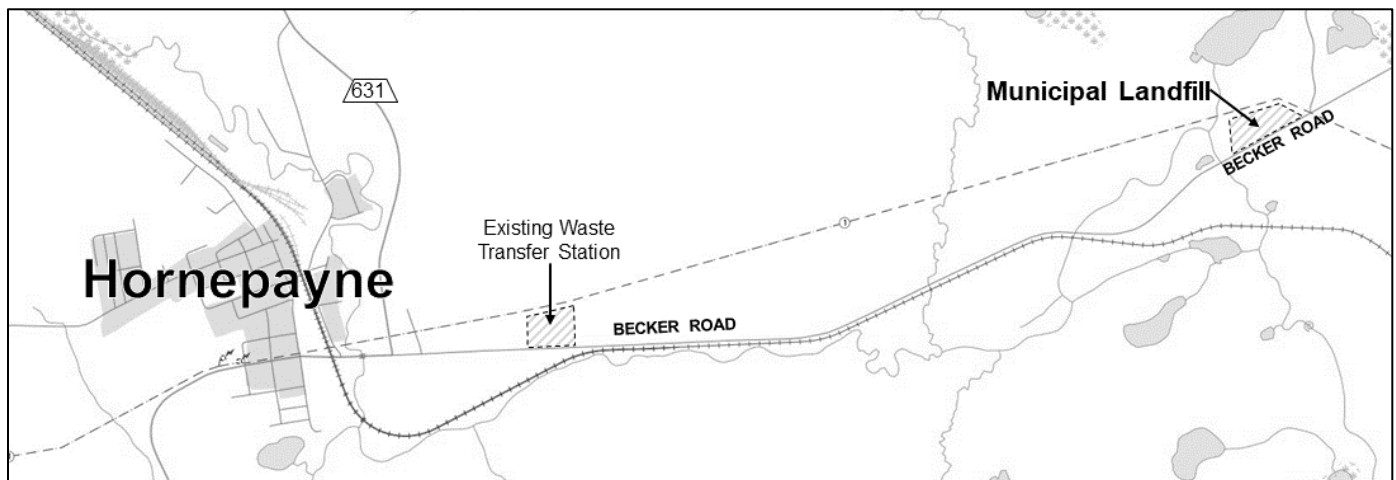 631
Municipal Landfill
BECKER ROAD
Existing Waste
Transfer Station
Hornepayne
BECKER ROAD